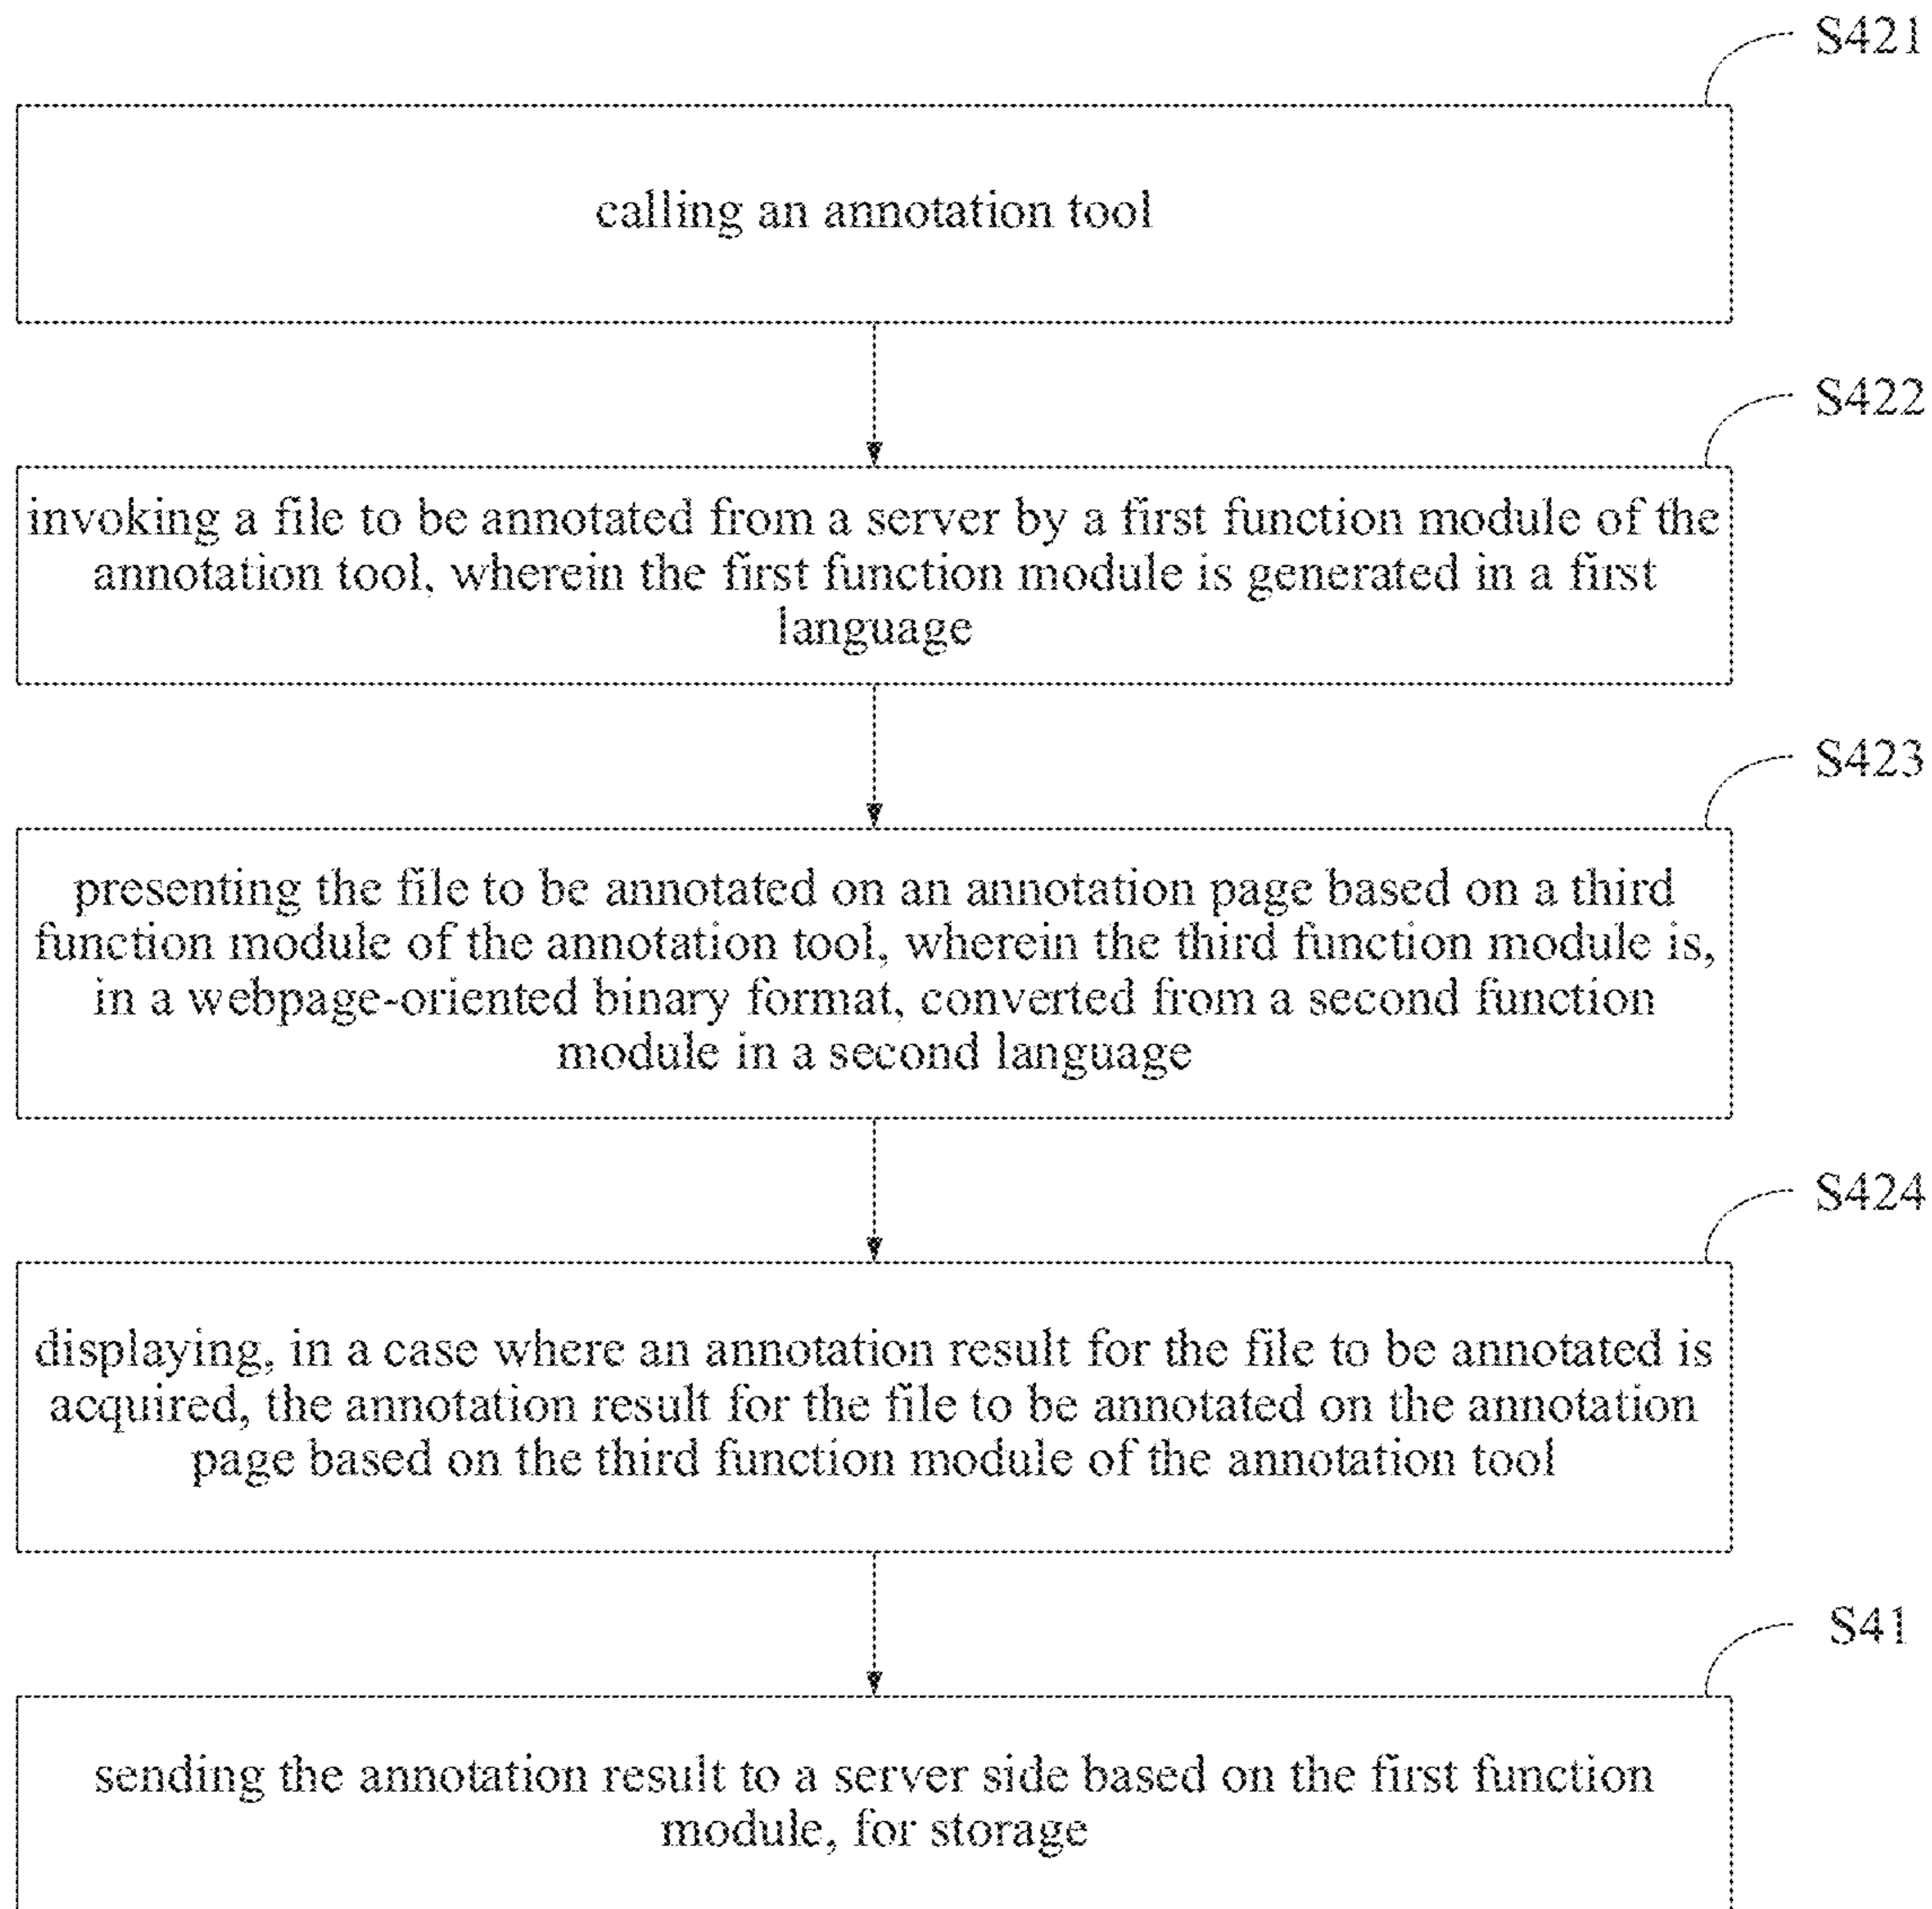 S421
calling an annotation tool
S422
invoking a file to be annotated from a server by a first function module of the
annotation tool, wherein the first function module is generated in a first
language
S423
presenting the file to be annotated on an annotation page based on a third
function module of the annotation tool, wherein the third function module is,
in a webpage-oriented binary format, converted from a second function
module in a second language
S424
displaying, in a case where an annotation result for the file to be annotated is
acquired, the annotation result for the file to be annotated on the annotation
page based on the third function module of the annotation tool
S41
sending the annotation result to a server side based on the first function
module, for storage